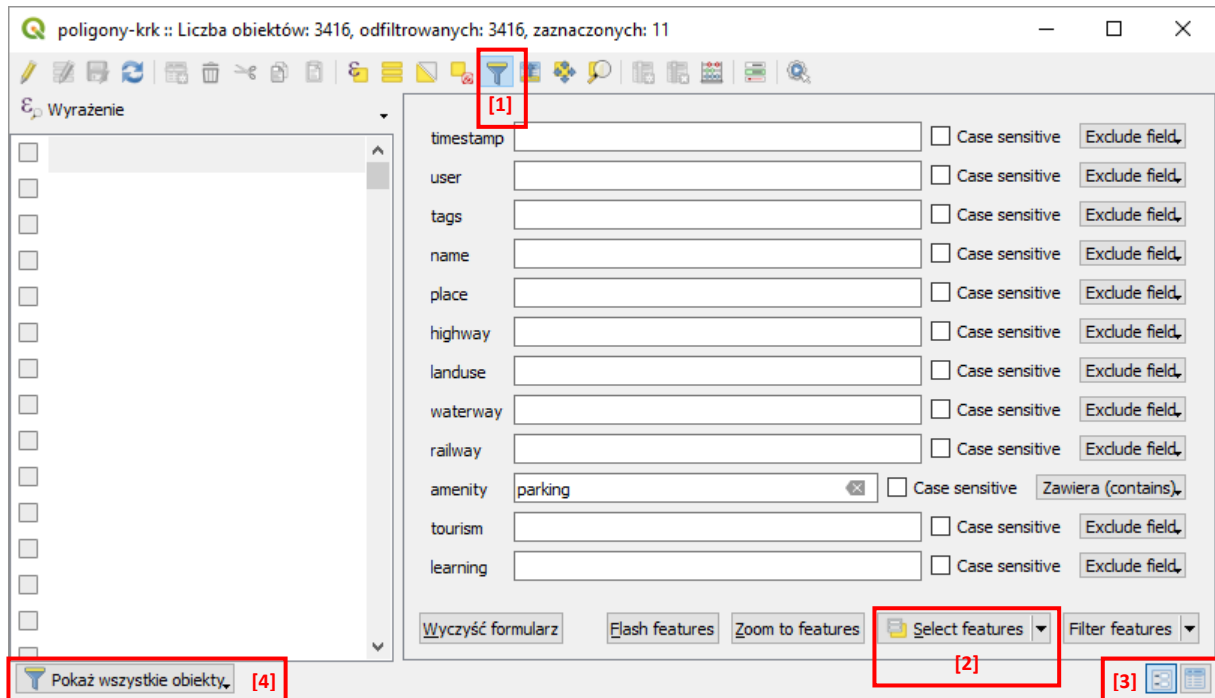 poligony-krk :: Liczba obiektów: 3416, odfiltrowanych: 3416, zaznaczonych: 11
[1]
Wyrażenie
timestamp Case sensitive Exclude field
user Case sensitive Exclude field
tags Case sensitive Exclude field
name Case sensitive Exclude field
place Case sensitive Exclude field
highway Case sensitive Exclude field
landuse Case sensitive Exclude field
waterway Case sensitive Exclude field
railway Case sensitive Exclude field
amenity parking Case sensitive Zawiera (contains)
tourism Case sensitive Exclude field
learning Case sensitive Exclude field
Wyczyść formularz Flash features Zoom to features Select features Filter features
[2]
Pokaż wszystkie obiekty [4] [3]